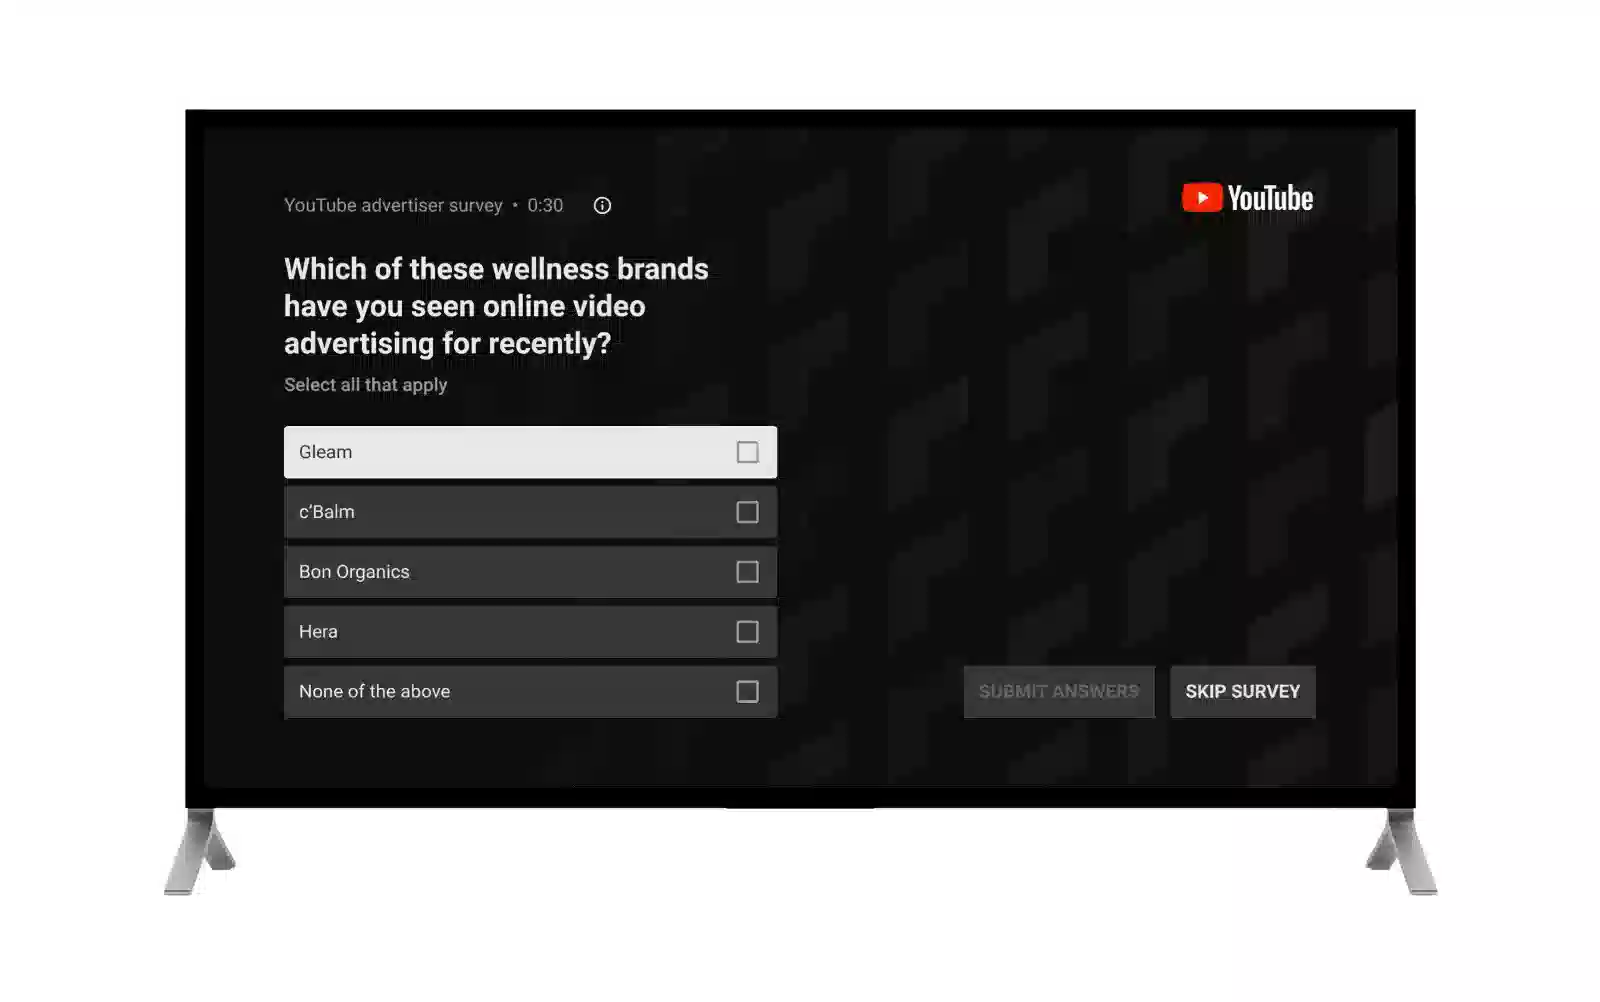 YouTube advertiser survey • 0:30
YouTube
Which of these wellness brands
have you seen online video
advertising for recently?
Select all that apply
Gleam
c'Balm
Bon Organics
Hera
None of the above
SUBMIT ANSWERS
SKIP SURVEY